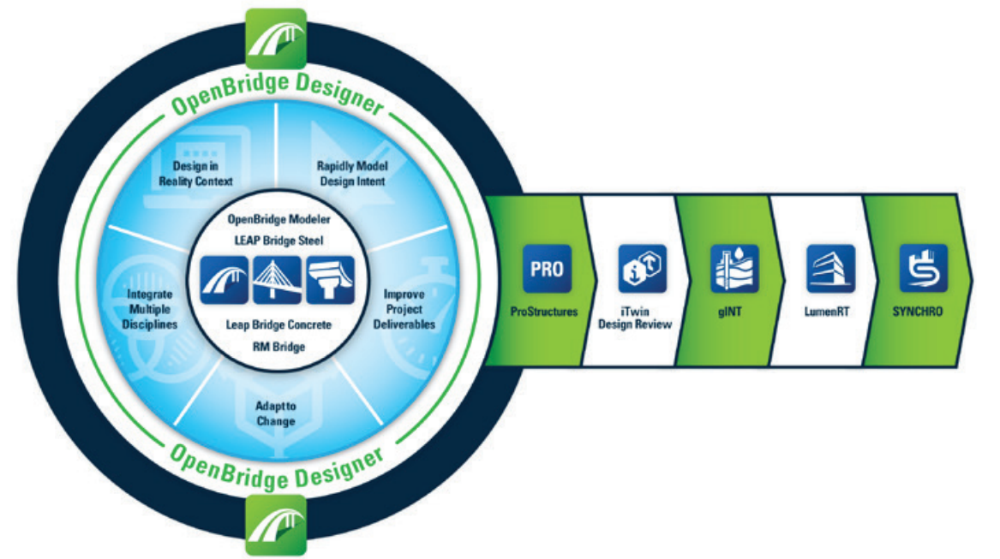 OpenBridge Designer
Design in
Reality Context
Rapidly Model
Design Intent
OpenBridge Modeler
LEAP Bridge Steel
Leap Bridge Concrete
RM Bridge
Integrate
Multiple
Disciplines
Improve
Project
Deliverables
Adapt to
Change
OpenBridge Designer
PRO
ProStructures
iTwin
Design Review
gINT
LumenRT
SYNCHRO